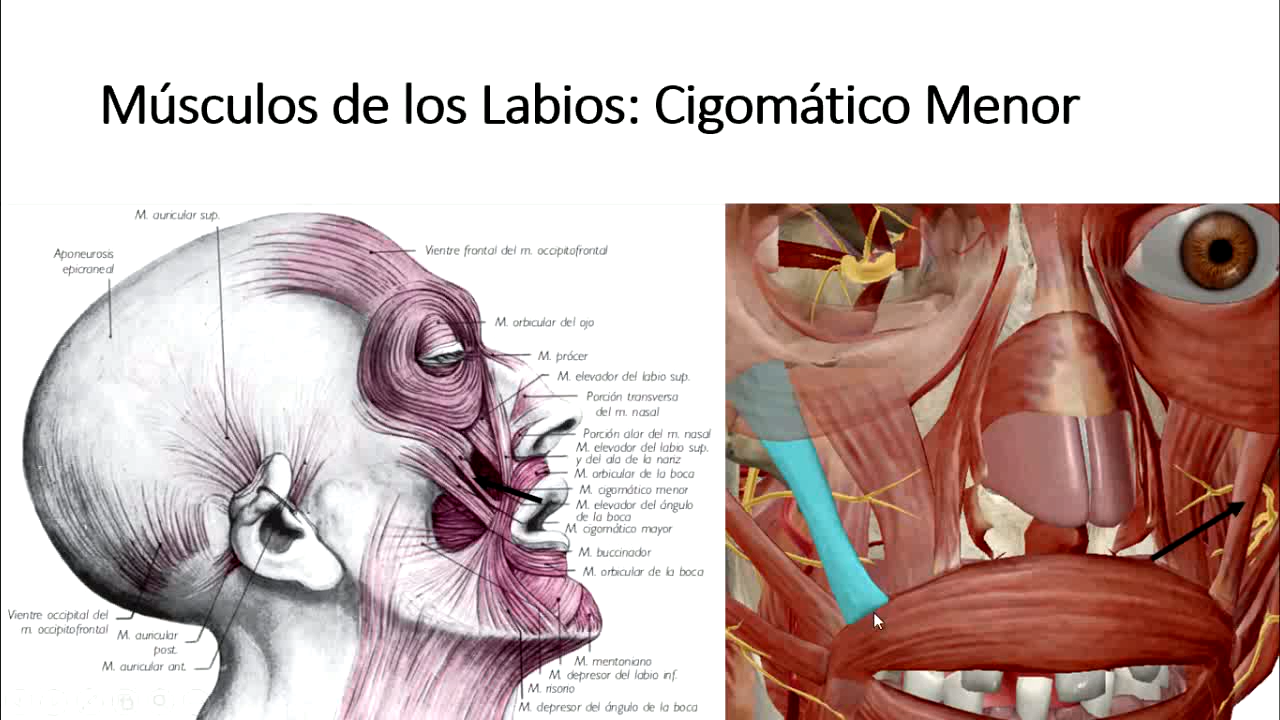 Músculos de los Labios: Cigomático Menor
M. auricular sup.
Aponeurosis
epicraneal
Vientre frontal del m. occipitofrontal
M. orbicular del ojo
M. prócer
M. elevador del labio sup.
Porción transversa
del m. nasal
Porción alar del m. nasal
M. elevador del labio sup.
y del ala de la nariz
M. orbicular de la boca
M. cigomático menor
M. elevador del ángulo
de la boca
M. cigomático mayor
M. buccinador
M. orbicular de la boca
Vientre occipital del
m. occipitofrontal
M. auricular
post.
M. auricular ant.
M. mentoniano
M. depresor del labio inf.
M. risorio
M. depresor del ángulo de la boca